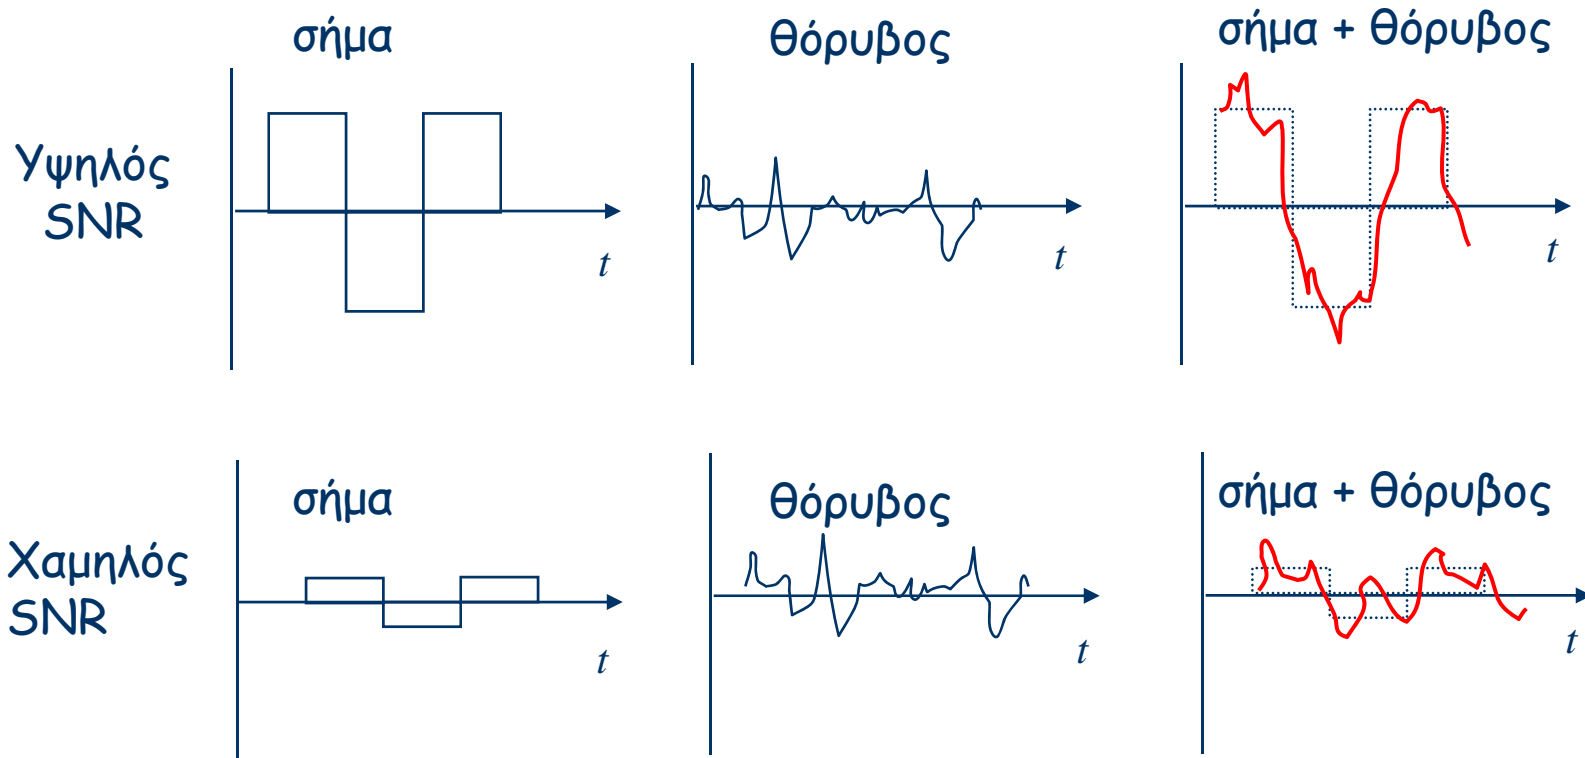 σήμα
θόρυβος
σήμα + θόρυβος
Υψηλός
SNR
t
t
t
σήμα
θόρυβος
σήμα + θόρυβος
Χαμηλός
SNR
t
t
t